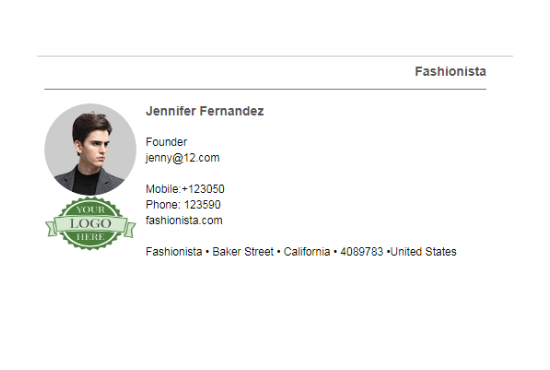 Fashionista
Jennifer Fernandez
Founder
jenny@12.com
Mobile:+123050
Phone: 123590
fashionista.com
YOUR
LOGO
HERE
Fashionista • Baker Street • California • 4089783 •United States